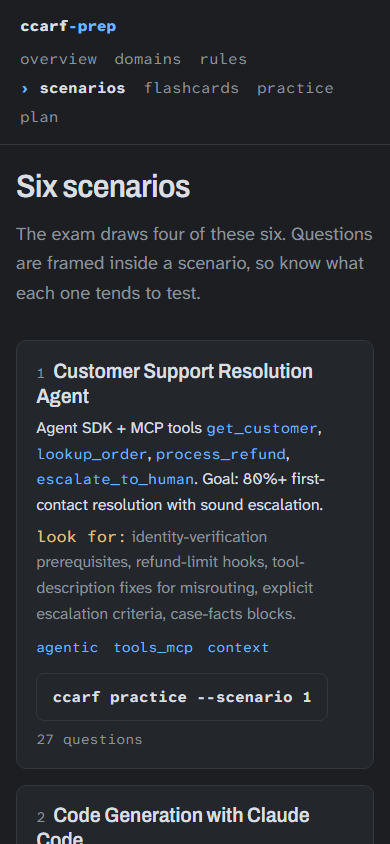 ccarf-prep
overview domains rules
› scenarios flashcards practice
plan
Six scenarios
The exam draws four of these six. Questions
are framed inside a scenario, so know what
each one tends to test.
1 Customer Support Resolution
Agent
Agent SDK + MCP tools get_customer,
lookup_order, process_refund,
escalate_to_human. Goal: 80%+ first-
contact resolution with sound escalation.
look for: identity-verification
prerequisites, refund-limit hooks, tool-
description fixes for misrouting, explicit
escalation criteria, case-facts blocks.
agentic tools_mcp context
ccarf practice --scenario 1
27 questions
2 Code Generation with Claude
Code